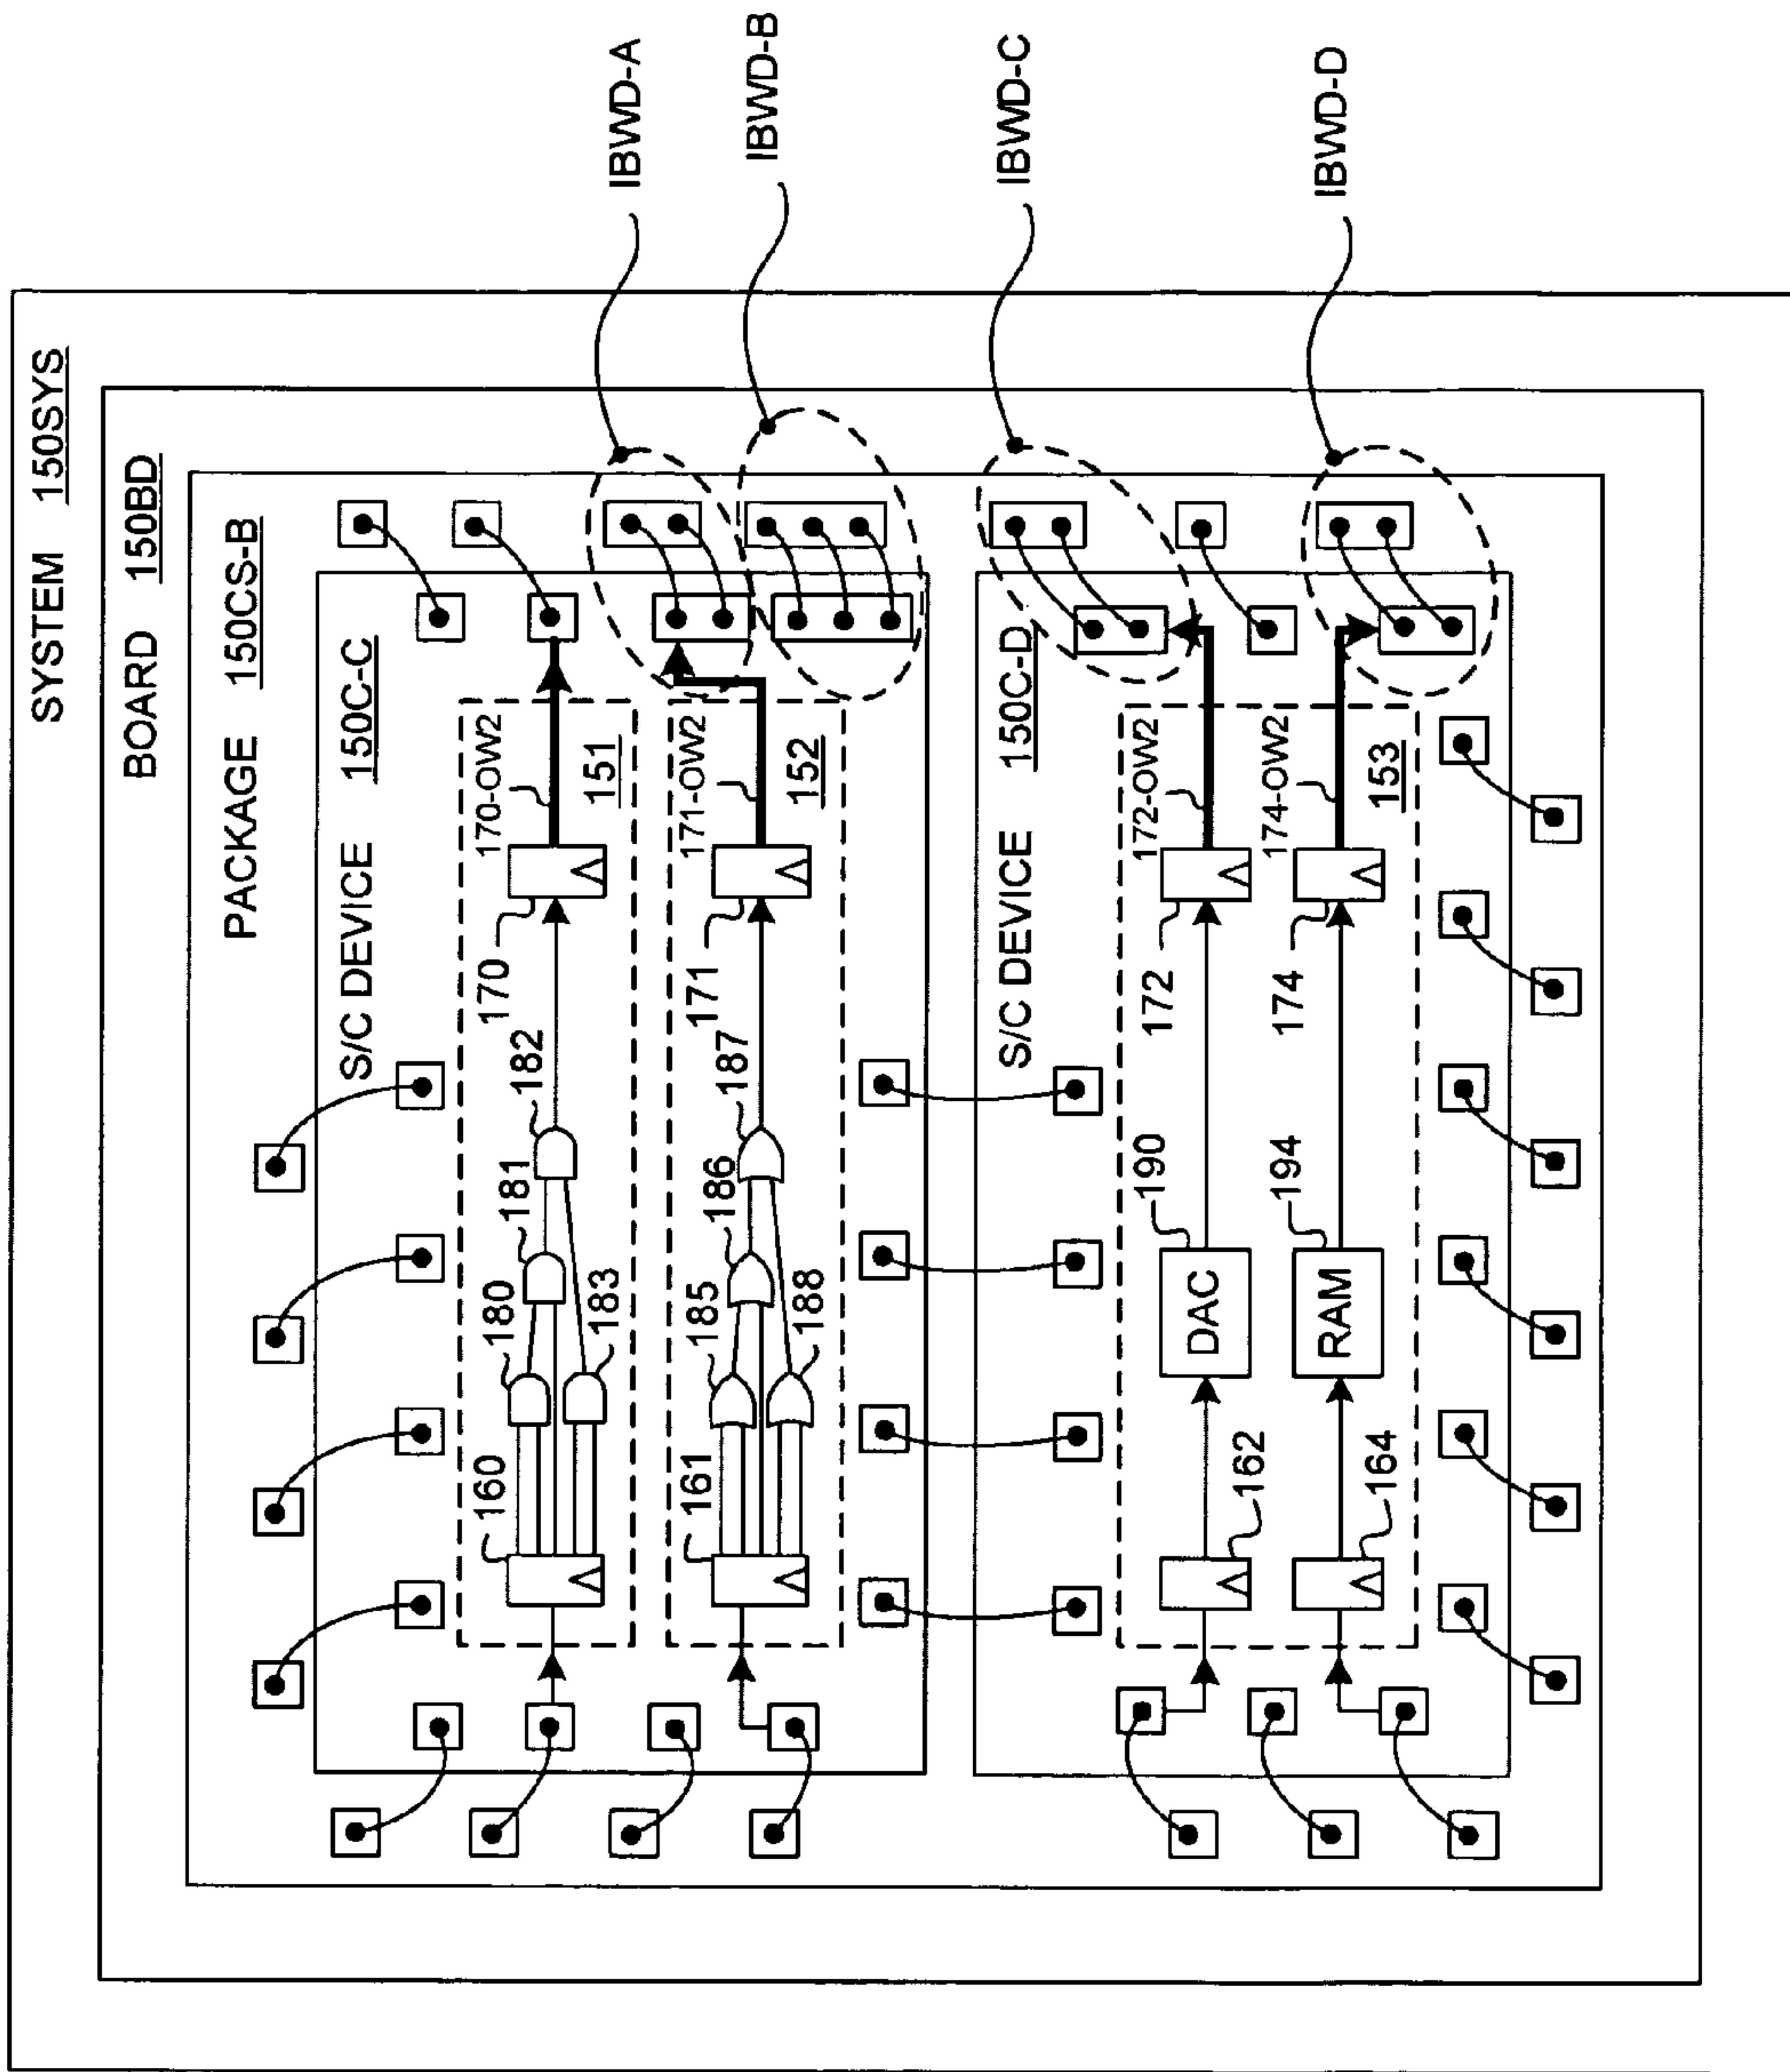 SYSTEM 150SYS
BOARD 150BD
PACKAGE 150CS-B
S/C DEVICE 150C-C
160
180
181
182
183
170
170-OW2
151
161
185
186
187
188
171
171-OW2
152
S/C DEVICE 150C-D
162
DAC
190
172
172-OW2
164
RAM
194
174
174-OW2
153
IBWD-A
IBWD-B
IBWD-C
IBWD-D